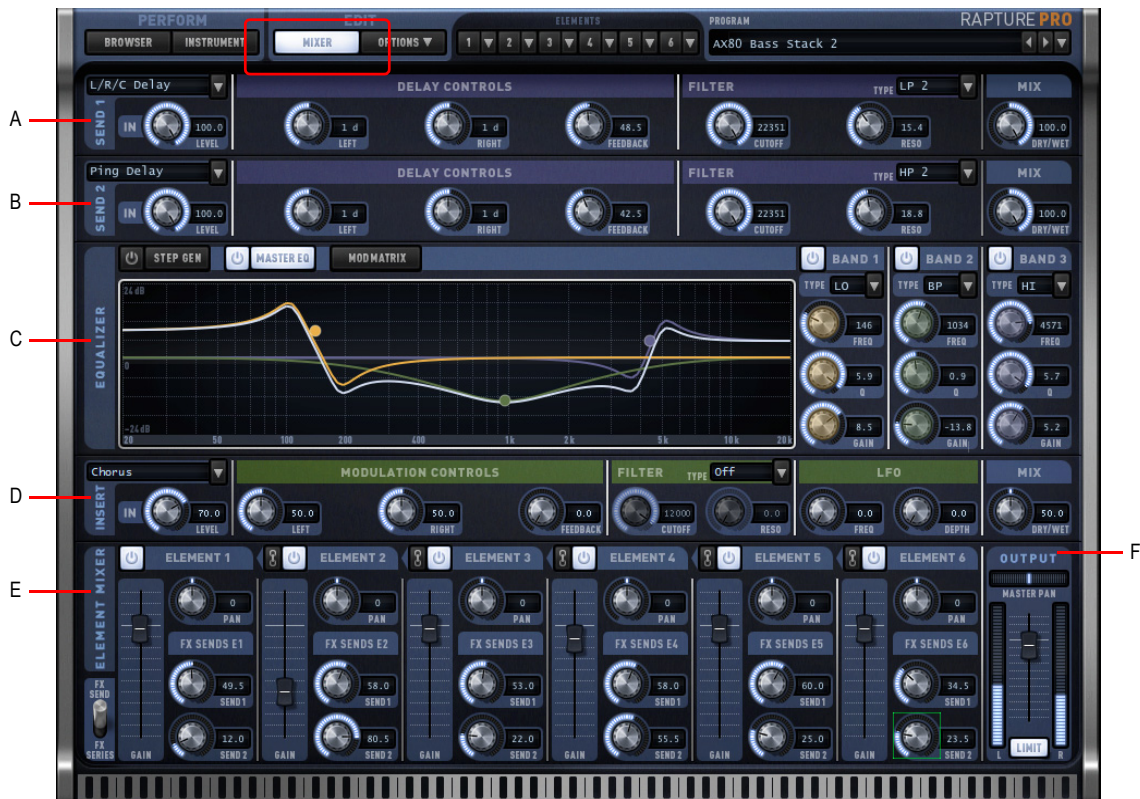 PERFORM EDIT ELEMENTS PROGRAM RAPTURE PRO
BROWSER INSTRUMENT MIXER OPTIONS 1 2 3 4 5 6 AX80 Bass Stack 2
L/R/C Delay DELAY CONTROLS FILTER TYPE LP 2 MIX
A
SEND 1
IN 100.0 1 d 1 d 48.5 22351 15.4 100.0
LEVEL LEFT RIGHT FEEDBACK CUTOFF RESO DRY/WET
Ping Delay DELAY CONTROLS FILTER TYPE HP 2 MIX
B
SEND 2
IN 100.0 1 d 1 d 42.5 22351 18.8 100.0
LEVEL LEFT RIGHT FEEDBACK CUTOFF RESO DRY/WET
STEP GEN MASTER EQ MOD MATRIX BAND 1 BAND 2 BAND 3
TYPE LO TYPE BP TYPE HI
C
EQUALIZER
24 dB
0
-24 dB
20 50 100 200 400 1k 2k 5k 10k 20k
146 1034 4571
FREQ FREQ FREQ
5.9 0.9 5.7
Q Q Q
8.5 -13.8 5.2
GAIN GAIN GAIN
Chorus MODULATION CONTROLS FILTER TYPE Off LFO MIX
D
INSERT
IN 70.0 50.0 50.0 0.0 12000 0.0 0.0 0.0 50.0
LEVEL LEFT RIGHT FEEDBACK CUTOFF RESO FREQ DEPTH DRY/WET
ELEMENT 1 ELEMENT 2 ELEMENT 3 ELEMENT 4 ELEMENT 5 ELEMENT 6 OUTPUT
F
E
ELEMENT MIXER
0 0 0 0 0 0
PAN PAN PAN PAN PAN PAN MASTER PAN
FX SENDS E1 FX SENDS E2 FX SENDS E3 FX SENDS E4 FX SENDS E5 FX SENDS E6
FX
SEND
49.5 58.0 53.0 58.0 60.0 34.5
SEND 1 SEND 1 SEND 1 SEND 1 SEND 1 SEND 1
12.0 80.5 22.0 55.5 25.0 23.5
FX
SERIES
GAIN SEND 2 GAIN SEND 2 GAIN SEND 2 GAIN SEND 2 GAIN SEND 2 GAIN SEND 2 L LIMIT R